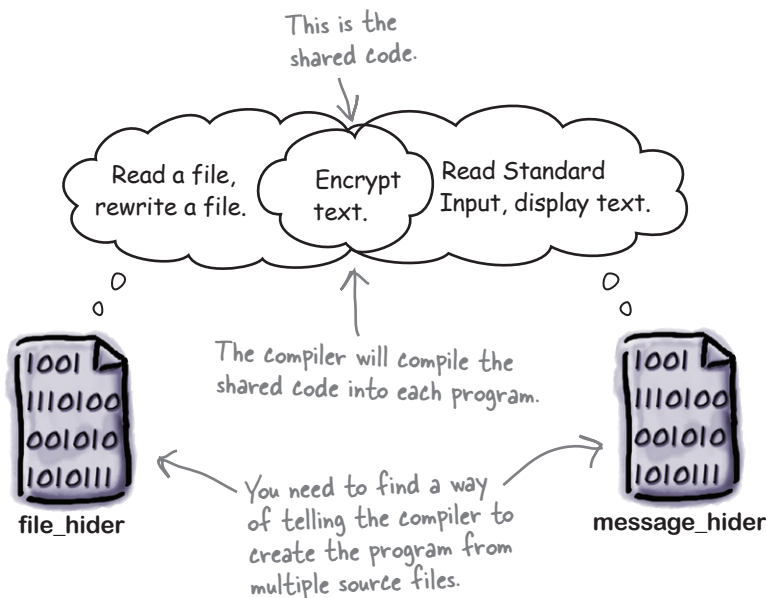 This is the
shared code.
Read a file,
rewrite a file.
Encrypt
text.
Read Standard
Input, display text.
The compiler will compile the
shared code into each program.
1001
1110100
001010
1010111
file_hider
1001
1110100
001010
1010111
message_hider
You need to find a way
of telling the compiler to
create the program from
multiple source files.